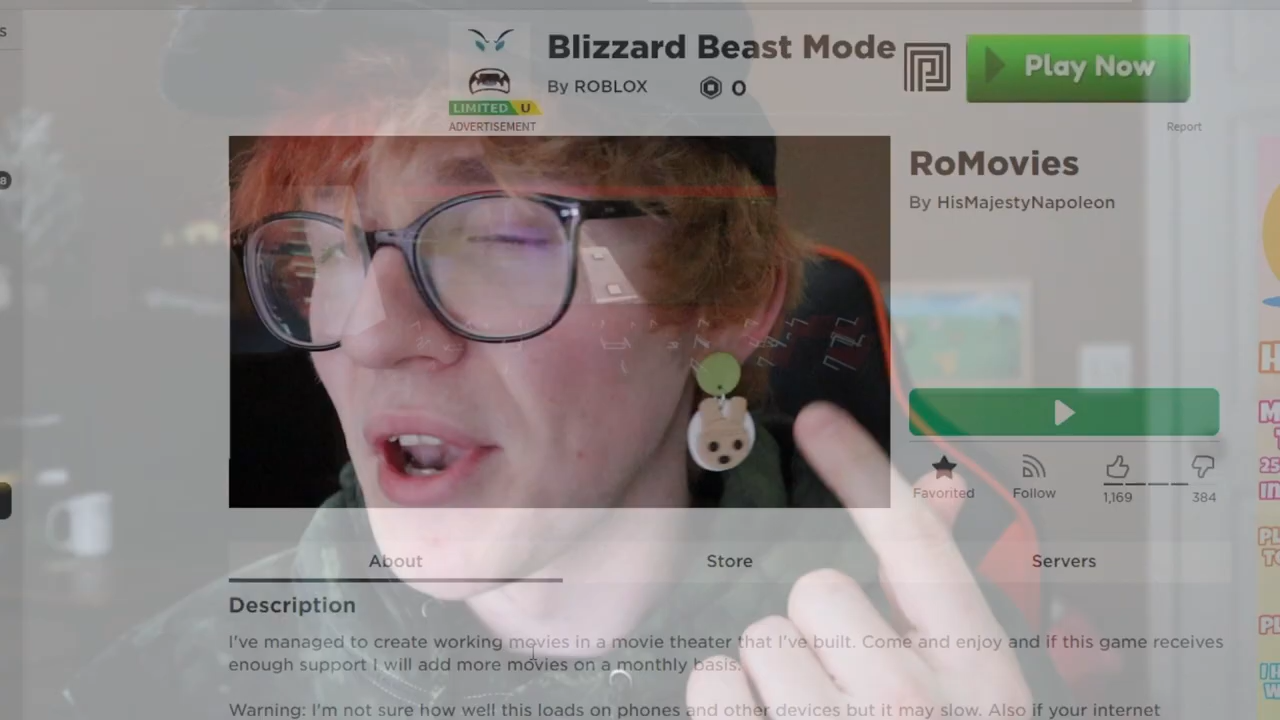 Blizzard Beast Mode
By ROBLOX
0
Play Now
LIMITED U
ADVERTISEMENT
Report
RoMovies
By HisMajestyNapoleon
Favorited
Follow
1,169
384
About
Store
Servers
Description
I've managed to create working movies in a movie theater that I've built. Come and enjoy and if this game receives
enough support I will add more movies on a monthly basis.
Warning: I'm not sure how well this loads on phones and other devices but it may slow. Also if your internet